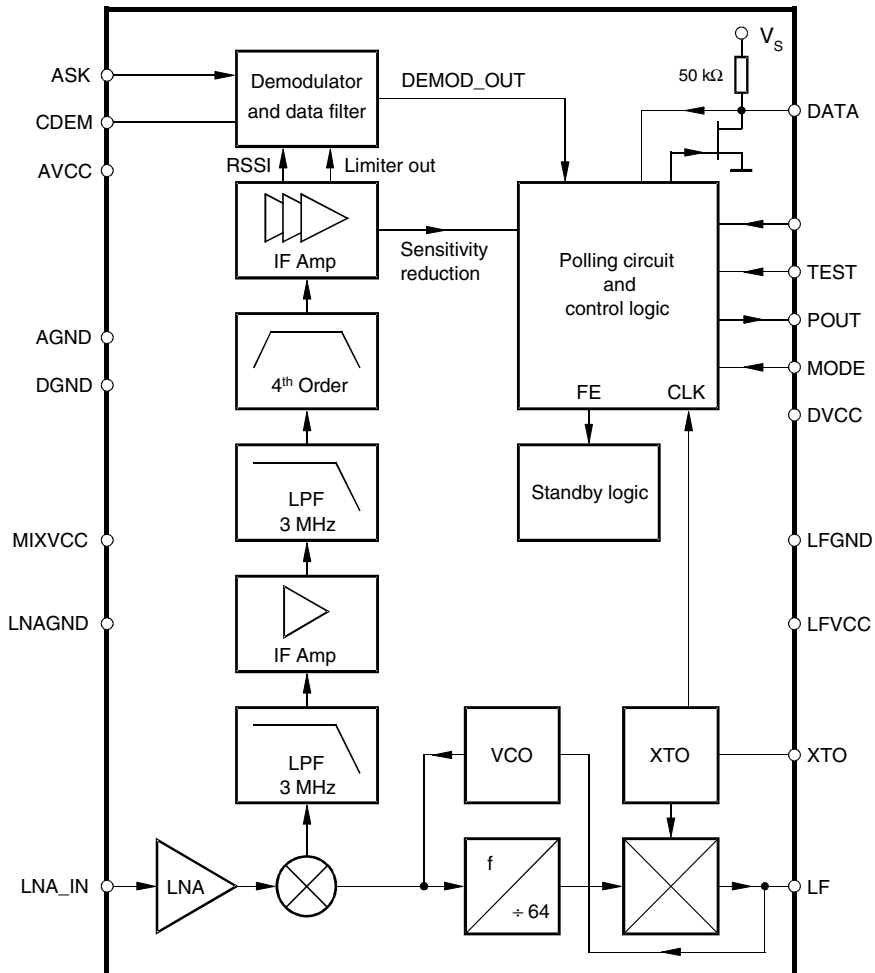 V_S
50 kΩ
ASK
Demodulator
and data filter
DEMOD_OUT
DATA
CDEM
AVCC
RSSI
Limiter out
IF Amp
Sensitivity
reduction
Polling circuit
and
control logic
TEST
POUT
AGND
4th Order
MODE
DGND
FE
CLK
DVCC
LPF
3 MHz
Standby logic
MIXVCC
LFGND
LNAGND
LFVCC
IF Amp
LPF
3 MHz
VCO
XTO
XTO
LNA_IN
LNA
f
÷ 64
LF